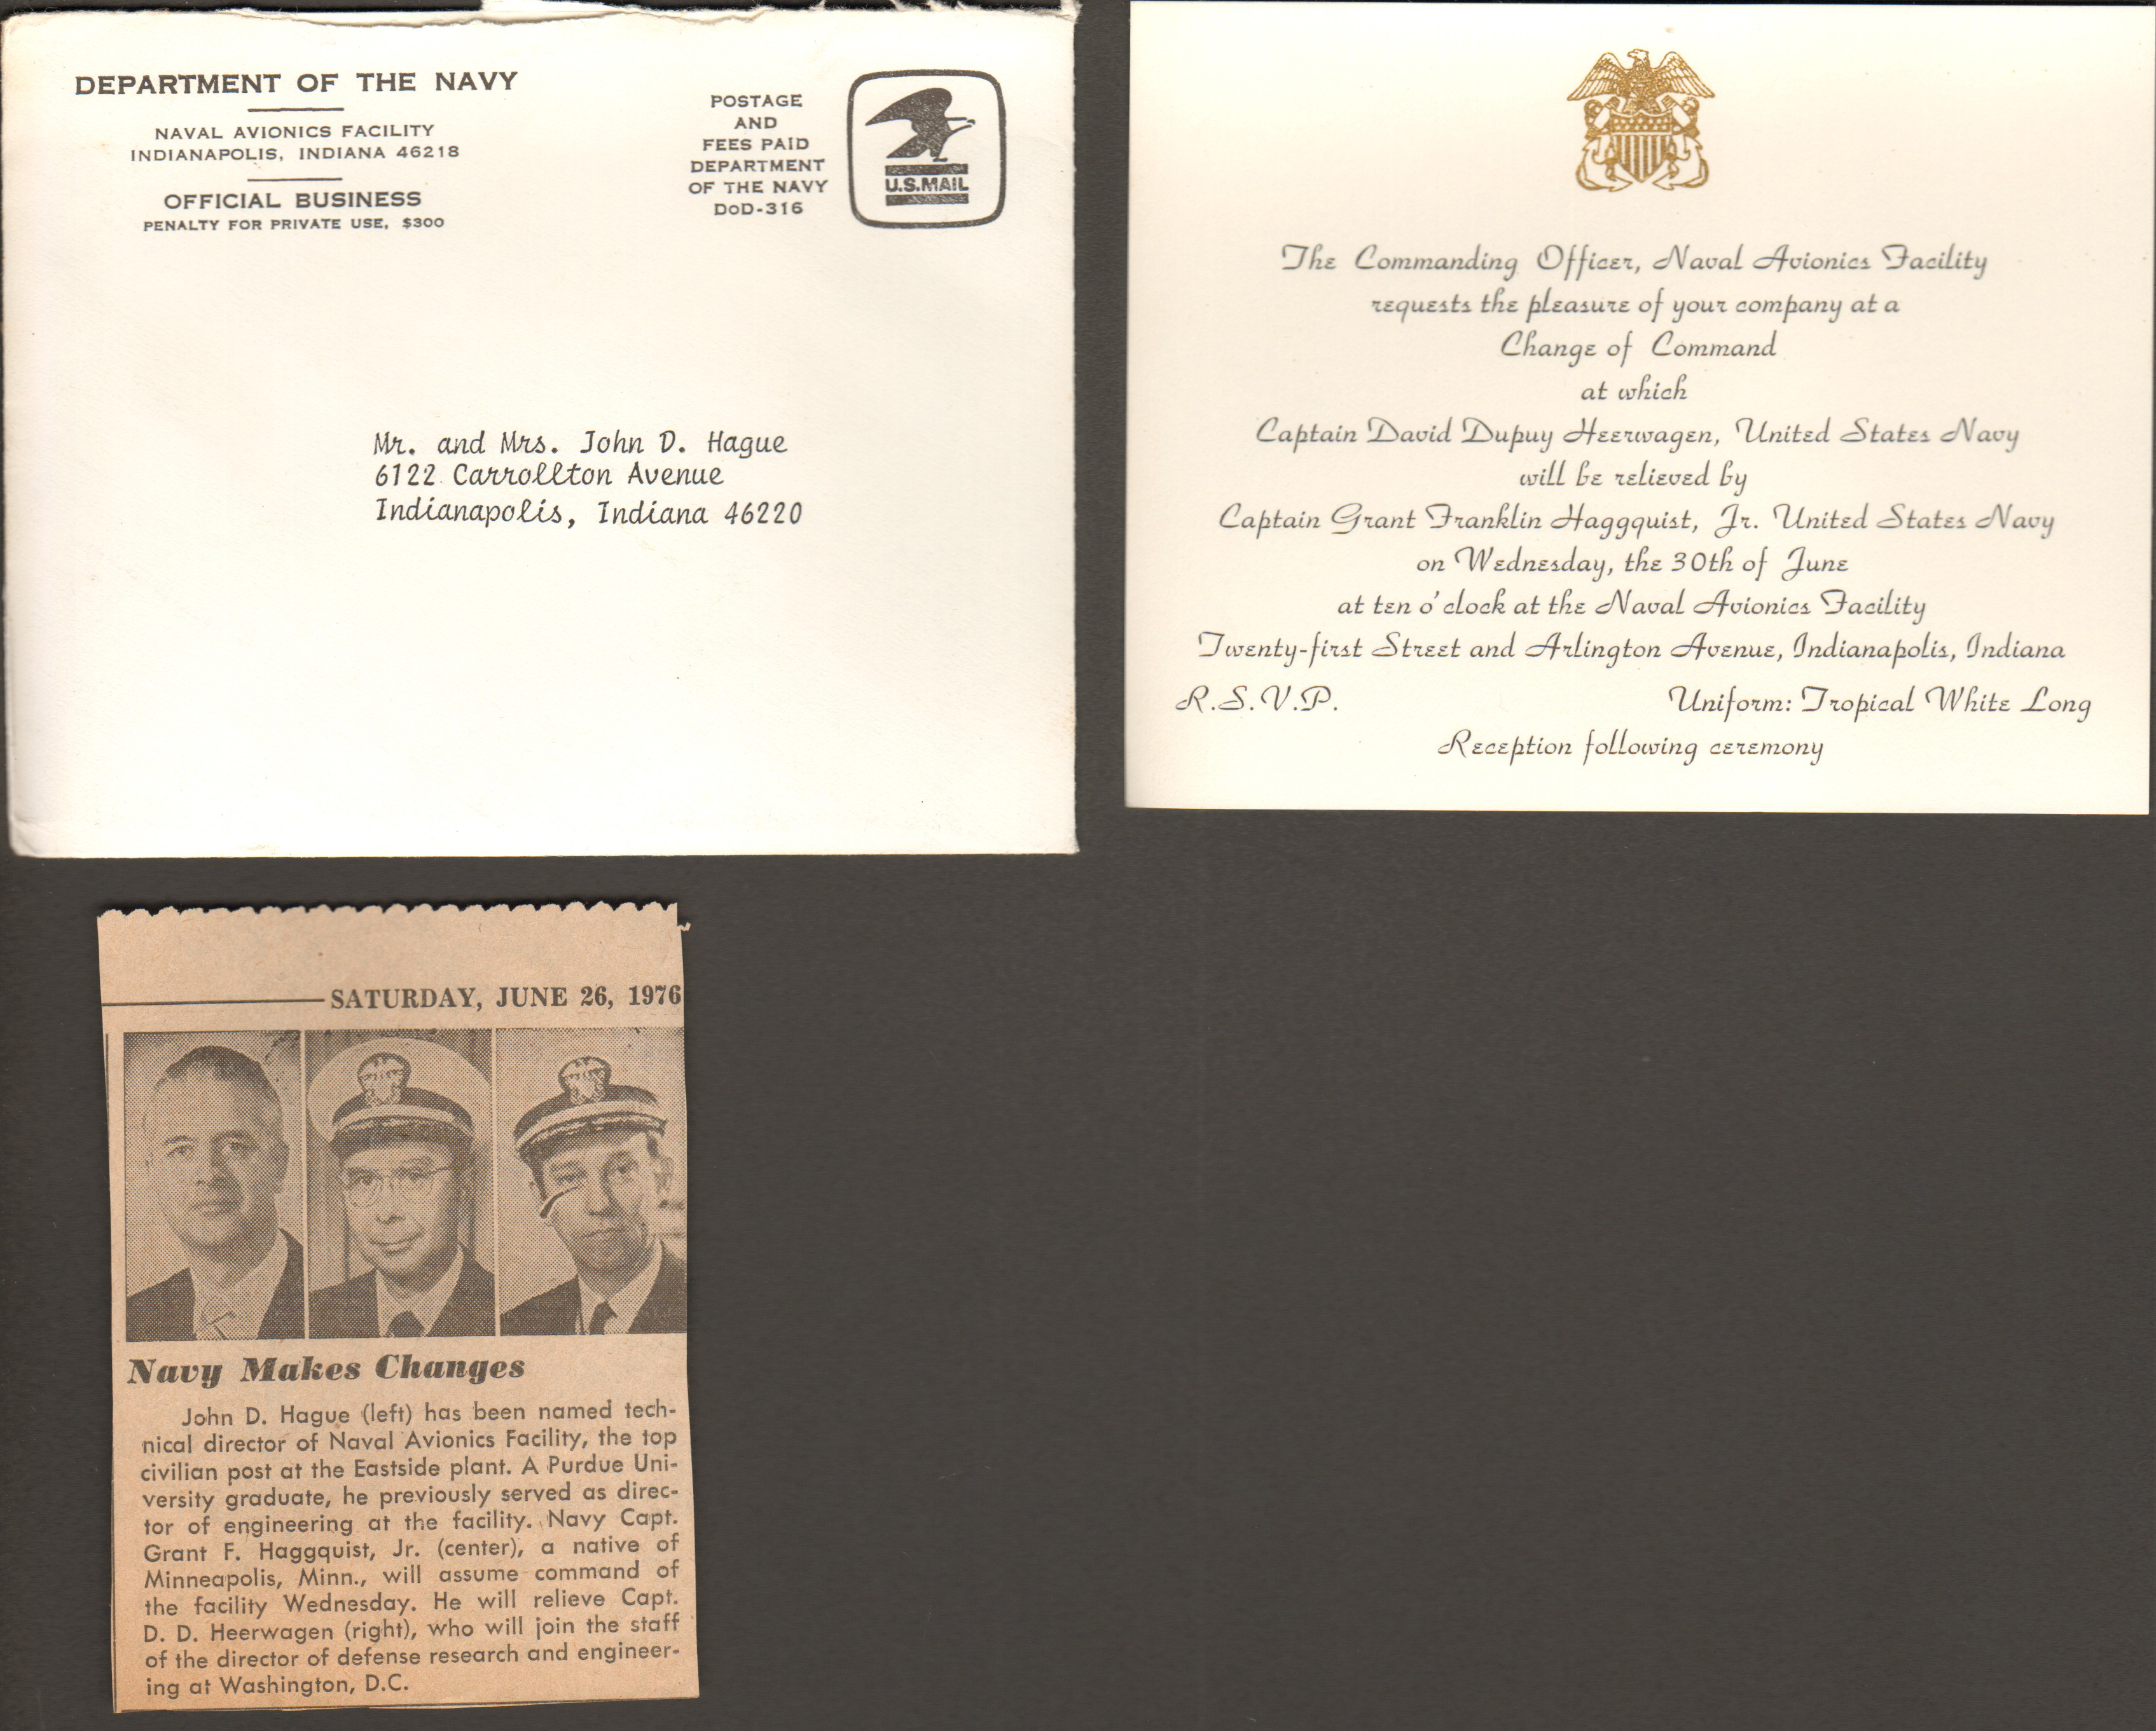 DEPARTMENT OF THE NAVY
NAVAL AVIONICS FACILITY
INDIANAPOLIS, INDIANA 46218
OFFICIAL BUSINESS
PENALTY FOR PRIVATE USE, $300
POSTAGE
AND
FEES PAID
DEPARTMENT
OF THE NAVY
DoD-316
U.S.MAIL
Mr. and Mrs. John D. Hague
6122 Carrollton Avenue
Indianapolis, Indiana 46220
The Commanding Officer, Naval Avionics Facility
requests the pleasure of your company at a
Change of Command
at which
Captain David Dupuy Heerwagen, United States Navy
will be relieved by
Captain Grant Franklin Haggquist, Jr. United States Navy
on Wednesday, the 30th of June
at ten o'clock at the Naval Avionics Facility
Twenty-first Street and Arlington Avenue, Indianapolis, Indiana
R.S.V.P. Uniform: Tropical White Long
Reception following ceremony
SATURDAY, JUNE 26, 1976
Navy Makes Changes
John D. Hague (left) has been named tech-
nical director of Naval Avionics Facility, the top
civilian post at the Eastside plant. A Purdue Uni-
versity graduate, he previously served as direc-
tor of engineering at the facility. Navy Capt.
Grant F. Haggquist, Jr. (center), a native of
Minneapolis, Minn., will assume command of
the facility Wednesday. He will relieve Capt.
D. D. Heerwagen (right), who will join the staff
of the director of defense research and engineer-
ing at Washington, D.C.